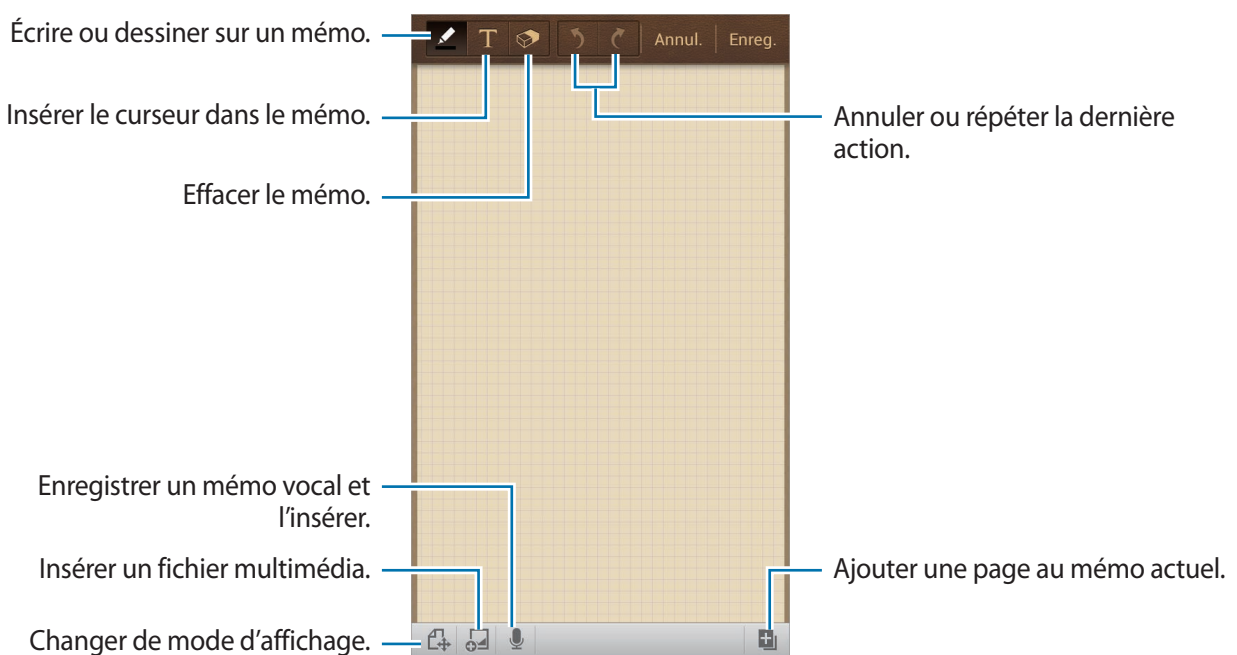 Écrire ou dessiner sur un mémo.
T
Annul.
Enreg.
Insérer le curseur dans le mémo.
Annuler ou répéter la dernière
action.
Effacer le mémo.
Enregistrer un mémo vocal et
l'insérer.
Insérer un fichier multimédia.
Ajouter une page au mémo actuel.
Changer de mode d'affichage.